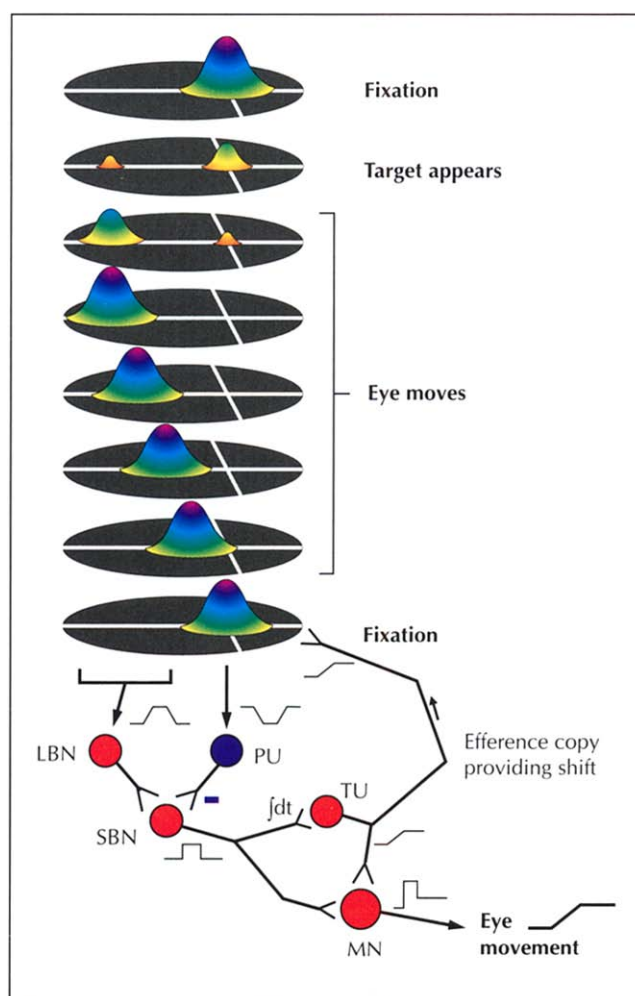 Fixation
Target appears
Eye moves
Fixation
Efference copy
providing shift
LBN
PU
TU
∫dt
SBN
MN
Eye
movement